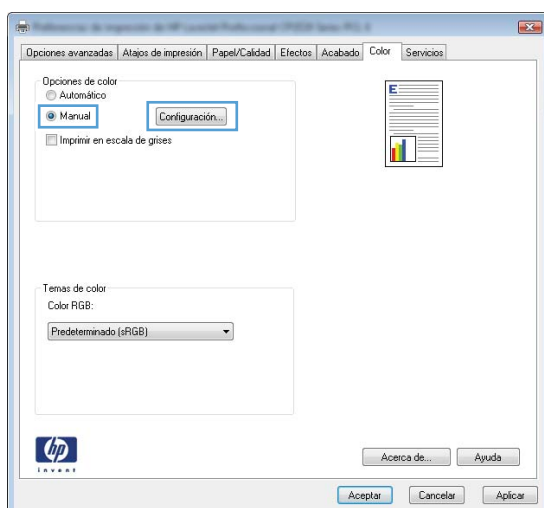 Opciones avanzadas Atajos de impresión Papel/Calidad Efectos Acabado Color Servicios
Opciones de color
Automático
Manual Configuración...
Imprimir en escala de grises
E
Temas de color
Color RGB:
Predeterminado (sRGB)
hp
invent
Acerca de... Ayuda
Aceptar Cancelar Aplicar